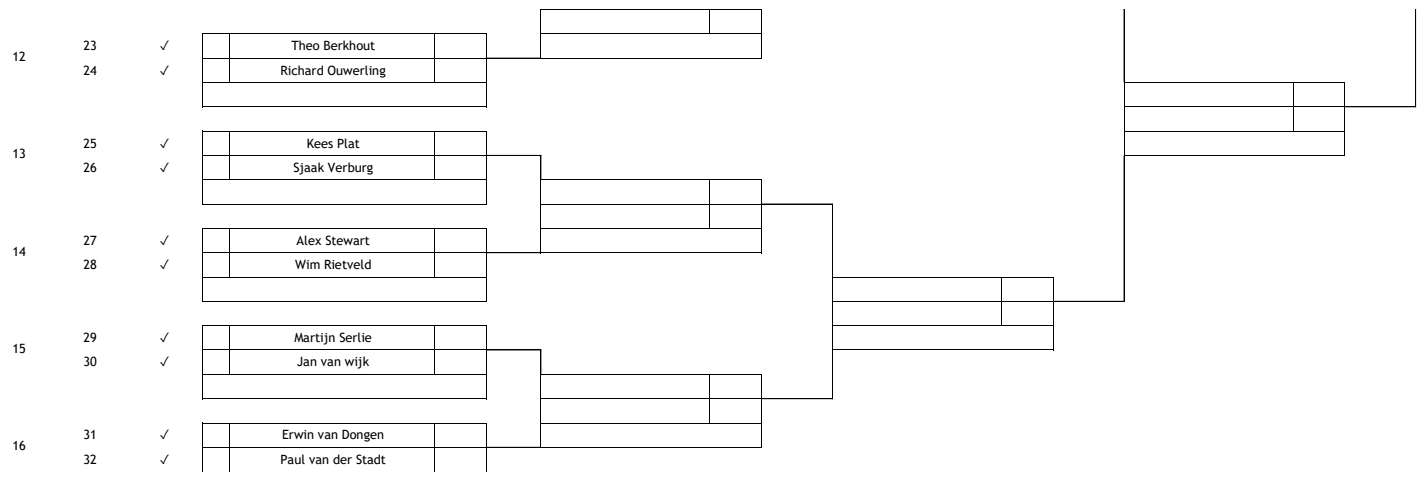 23 ✓ Theo Berkhout
12
24 ✓ Richard Ouwerling
25 ✓ Kees Plat
13
26 ✓ Sjaak Verburg
27 ✓ Alex Stewart
14
28 ✓ Wim Rietveld
29 ✓ Martijn Serlie
15
30 ✓ Jan van wijk
31 ✓ Erwin van Dongen
16
32 ✓ Paul van der Stadt